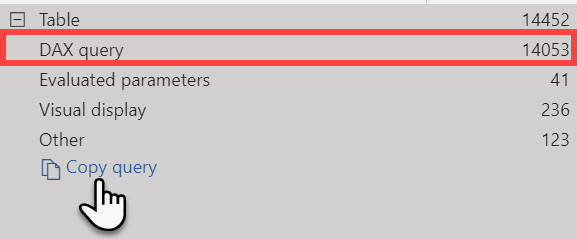 Table 14452
DAX query 14053
Evaluated parameters 41
Visual display 236
Other 123
Copy query